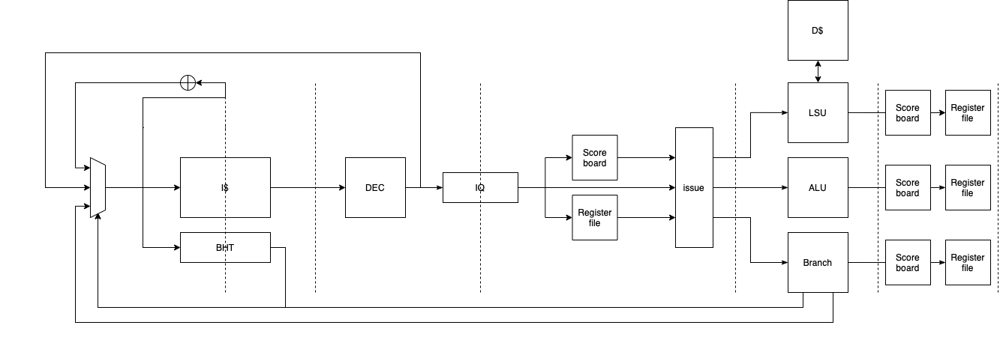 D$
LSU
Score
board
Register
file
Score
board
I$
DEC
IQ
issue
ALU
Score
board
Register
file
Register
file
BHT
Branch
Score
board
Register
file